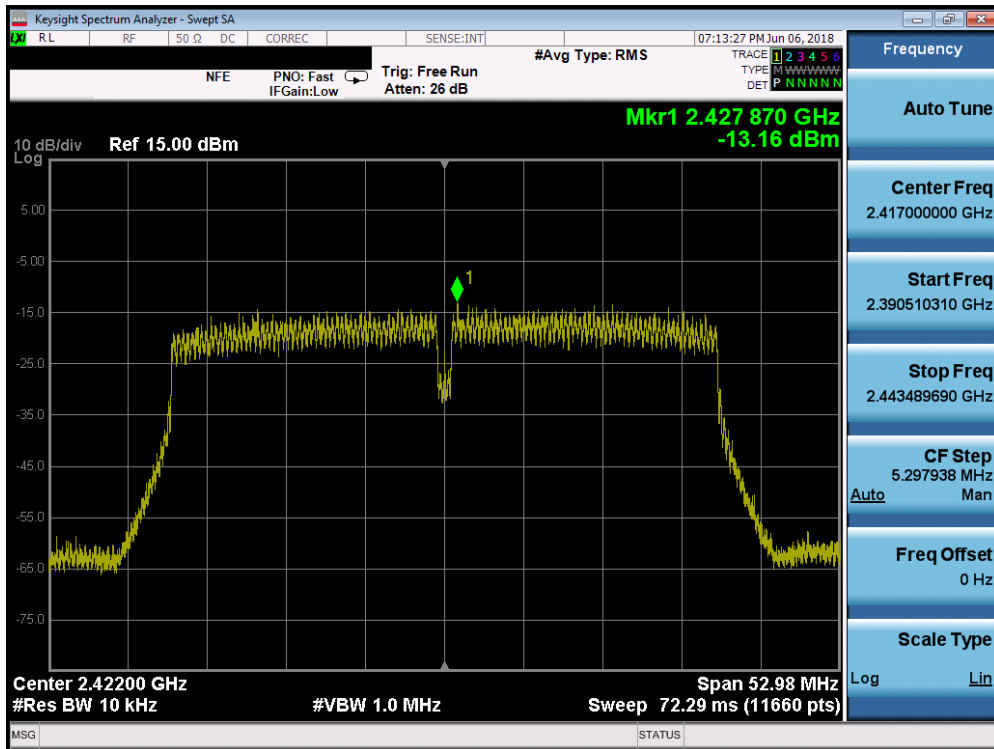 Keysight Spectrum Analyzer - Swept SA
LXI RL RF 50 Ω DC CORREC SENSE:INT 07:13:27 PM Jun 06, 2018
#Avg Type: RMS
TRACE 1 2 3 4 5 6
TYPE M W W W W W
DET P N N N N N
NFE PNO: Fast Trig: Free Run
IFGain:Low Atten: 26 dB
Mkr1 2.427 870 GHz
-13.16 dBm
10 dB/div Ref 15.00 dBm
Log
5.00
-5.00
1
-15.0
-25.0
-35.0
-45.0
-55.0
-65.0
-75.0
Center 2.42200 GHz Span 52.98 MHz
#Res BW 10 kHz #VBW 1.0 MHz Sweep 72.29 ms (11660 pts)
MSG STATUS
Frequency
Auto Tune
Center Freq
2.417000000 GHz
Start Freq
2.390510310 GHz
Stop Freq
2.443489690 GHz
CF Step
5.297938 MHz
Auto Man
Freq Offset
0 Hz
Scale Type
Log Lin